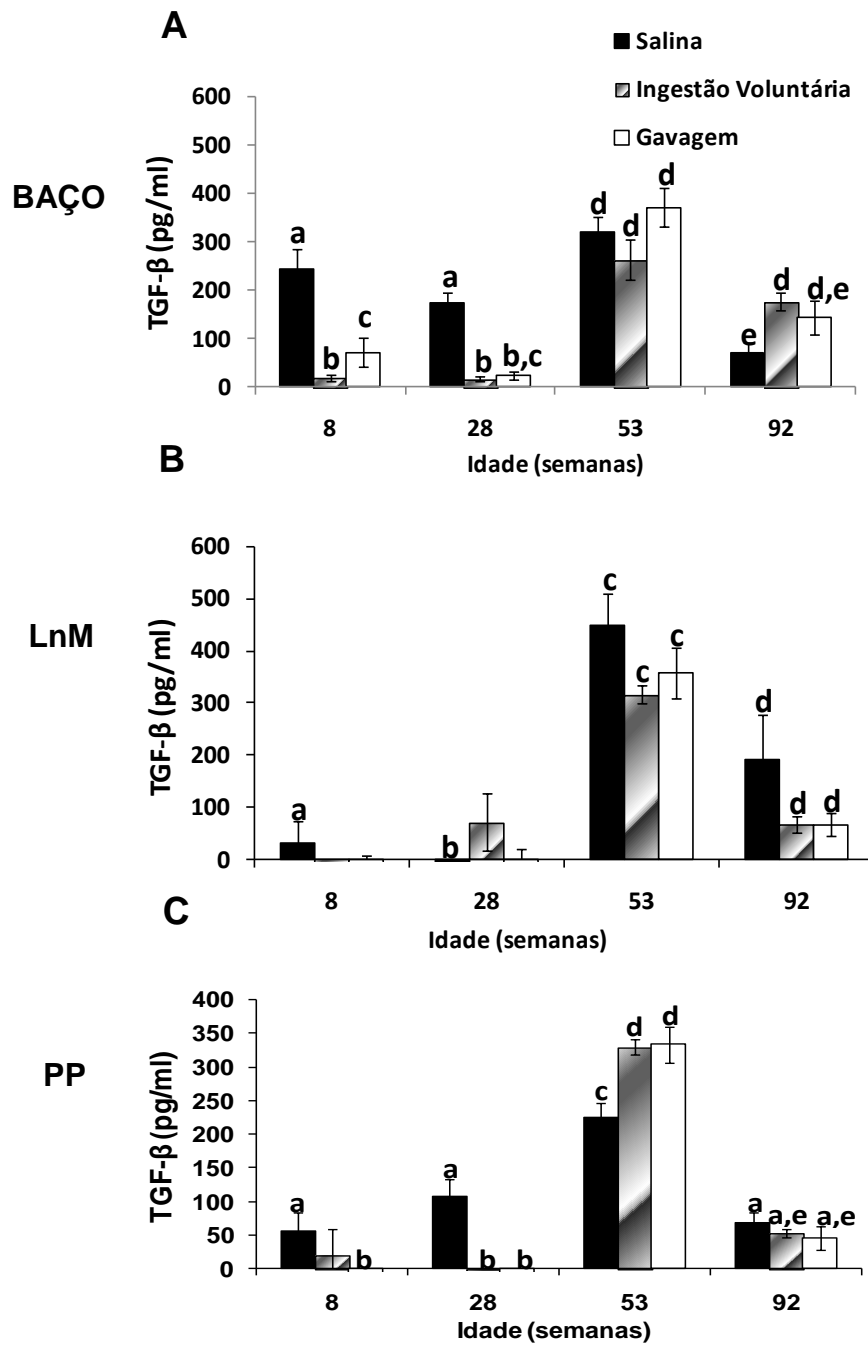 A
Salina
Ingestão Voluntária
Gavagem
BAÇO
TGF-β (pg/ml)
600
500
400
300
200
100
0
a
b
c
a
b
b,c
d
d
d
e
d
d,e
8 28 53 92
Idade (semanas)
B
LnM
TGF-β (pg/ml)
600
500
400
300
200
100
0
a
b
c
c
c
d
d
d
8 28 53 92
Idade (semanas)
C
PP
TGF-β (pg/ml)
400
350
300
250
200
150
100
50
0
a
b
a
b
b
c
d
d
a
a,e
a,e
8 28 53 92
Idade (semanas)